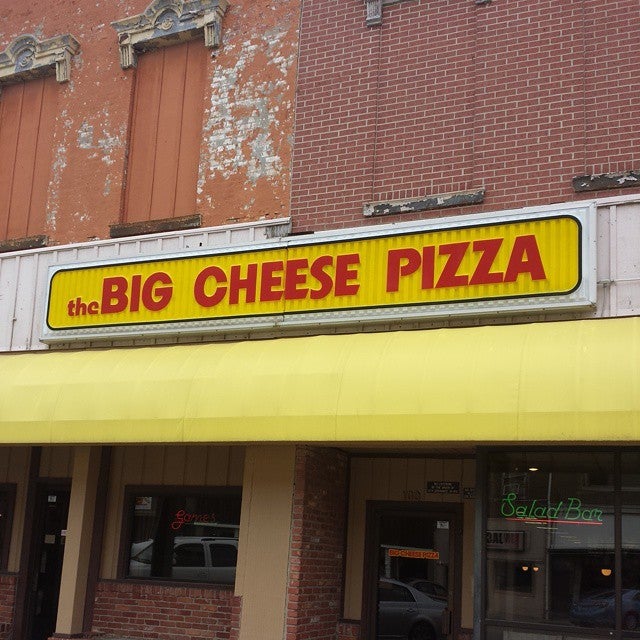 the BIG CHEESE PIZZA
Games
Salad Bar
BIG CHEESE PIZZA